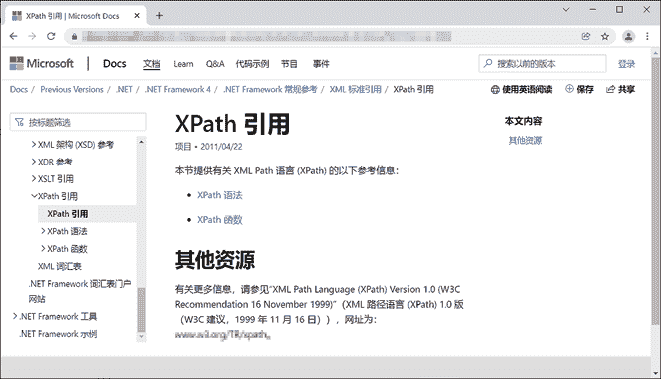 XPath 引用 | Microsoft Docs
Microsoft | Docs 文档 Learn Q&A 代码示例 节目 事件 搜索以前的版本 登录
Docs / Previous Versions / .NET / .NET Framework 4 / .NET Framework 常规参考 / XML 标准引用 / XPath 引用 使用英语阅读 保存 共享
按标题筛选
XML 架构 (XSD) 参考
XDR 参考
XSLT 引用
XPath 引用
XPath 引用
XPath 语法
XPath 函数
XML 词汇表
.NET Framework 词汇表门户
网站
.NET Framework 工具
.NET Framework 示例
XPath 引用
项目 • 2011/04/22
本节提供有关 XML Path 语言 (XPath) 的以下参考信息：
• XPath 语法
• XPath 函数
其他资源
有关更多信息，请参见“XML Path Language (XPath) Version 1.0 (W3C
Recommendation 16 November 1999)”（XML 路径语言 (XPath) 1.0 版
（W3C 建议，1999 年 11 月 16 日）），网址为：
本文内容
其他资源